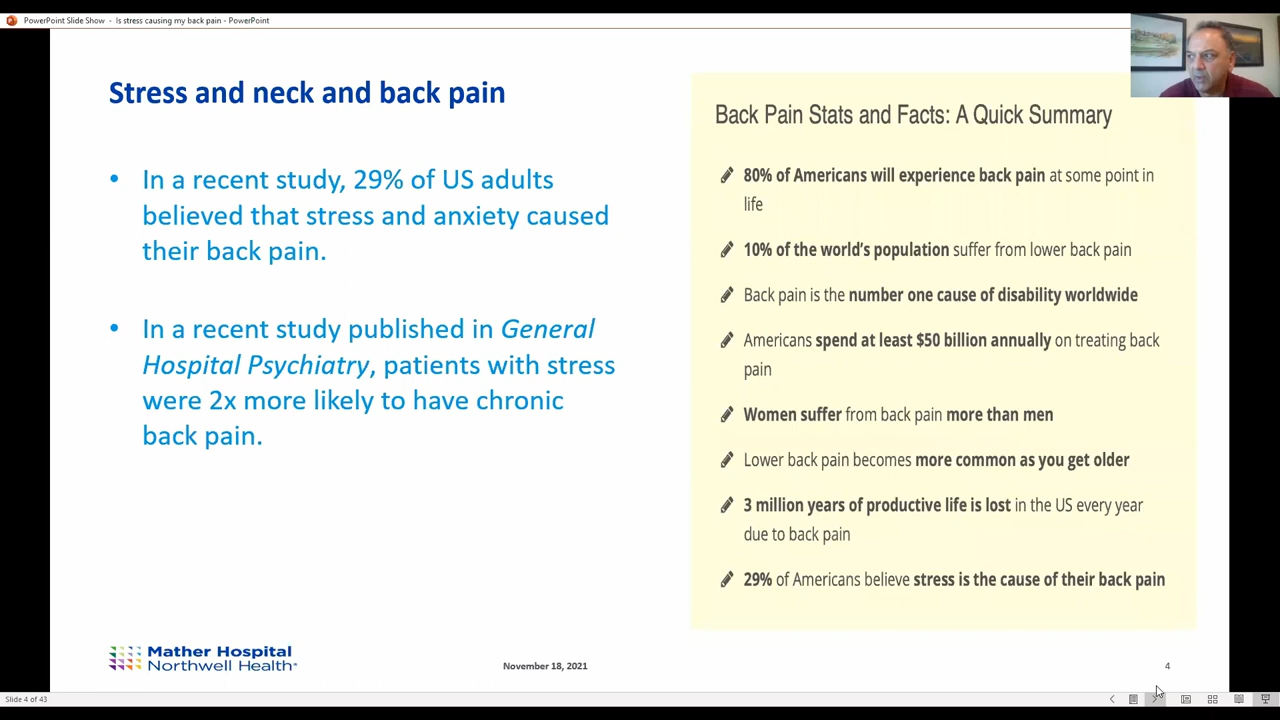 PowerPoint Slide Show - Is stress causing my back pain - PowerPoint
Stress and neck and back pain
• In a recent study, 29% of US adults
believed that stress and anxiety caused
their back pain.
• In a recent study published in General
Hospital Psychiatry, patients with stress
were 2x more likely to have chronic
back pain.
Back Pain Stats and Facts: A Quick Summary
80% of Americans will experience back pain at some point in
life
10% of the world's population suffer from lower back pain
Back pain is the number one cause of disability worldwide
Americans spend at least $50 billion annually on treating back
pain
Women suffer from back pain more than men
Lower back pain becomes more common as you get older
3 million years of productive life is lost in the US every year
due to back pain
29% of Americans believe stress is the cause of their back pain
Mather Hospital
Northwell Health®
November 18, 2021
4
Slide 4 of 43